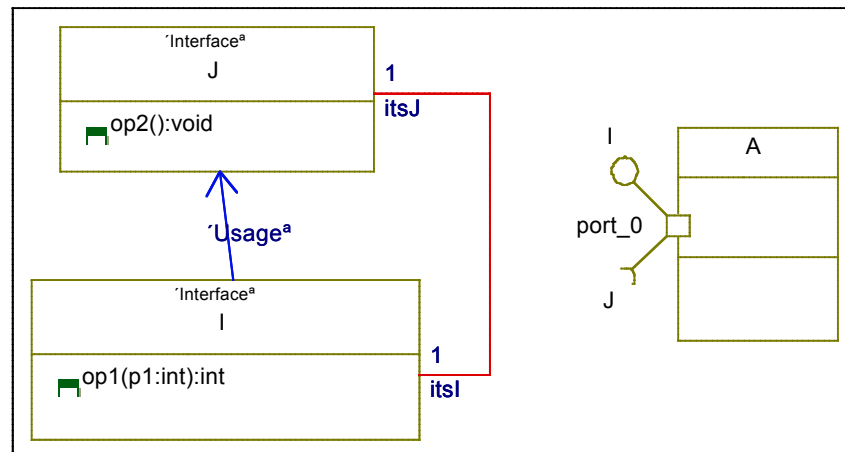 ´Interfaceª
J
op2():void
1
itsJ
´Usageª
´Interfaceª
I
op1(p1:int):int
1
itsI
I
A
port_0
J